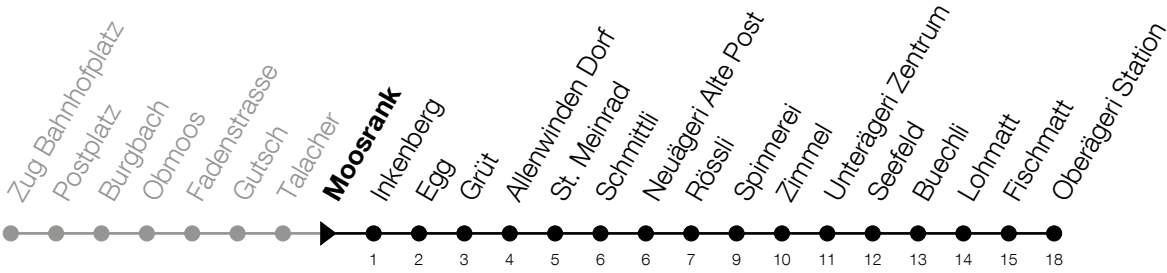 Zug Bahnhofplatz
Postplatz
Burgbach
Obmoos
Fadenstrasse
Gutsch
Talacher
Moosrank
Inkenberg
Egg
Grüt
Allenwinden Dorf
St. Meinrad
Schmittli
Neuägeri Alte Post
Rössli
Spinnerei
Zimmel
Unterägeri Zentrum
Seefeld
Buechli
Lohmatt
Fischmatt
Oberägeri Station
1 2 3 4 5 6 6 7 9 10 11 12 13 14 15 18